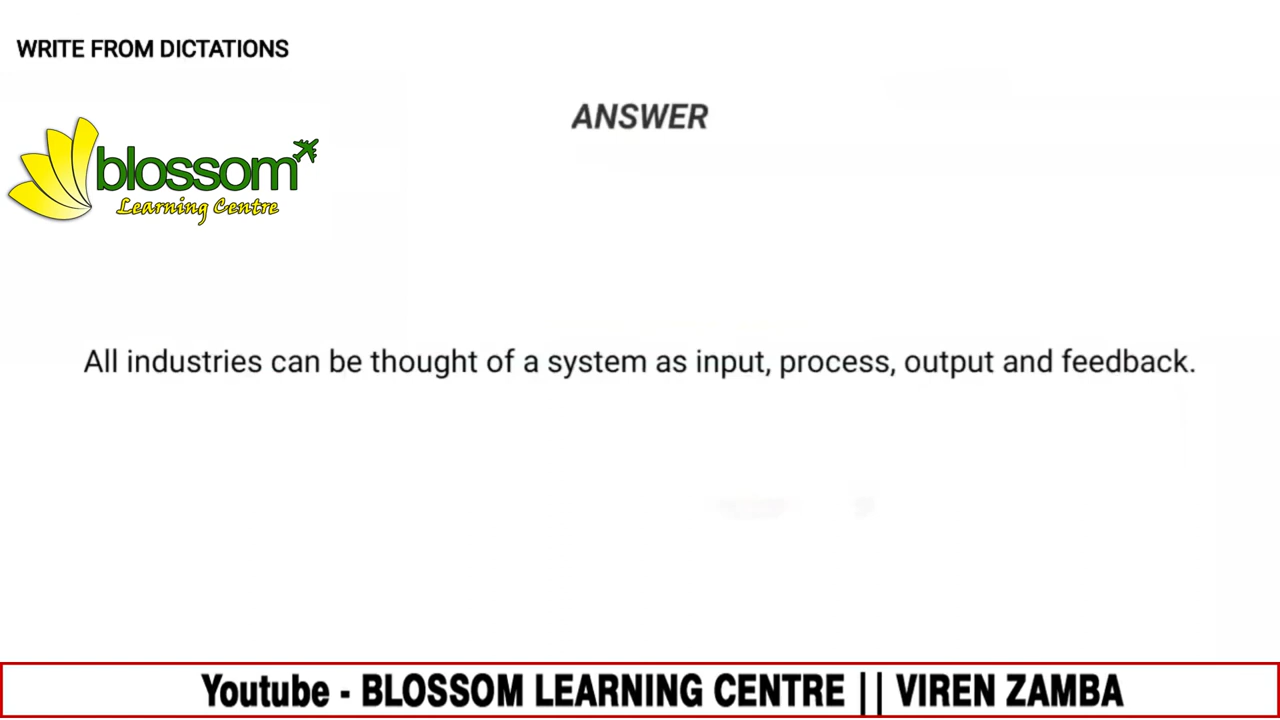 WRITE FROM DICTATIONS
ANSWER
blossom
Learning Centre
All industries can be thought of a system as input, process, output and feedback.
Youtube - BLOSSOM LEARNING CENTRE || VIREN ZAMBA